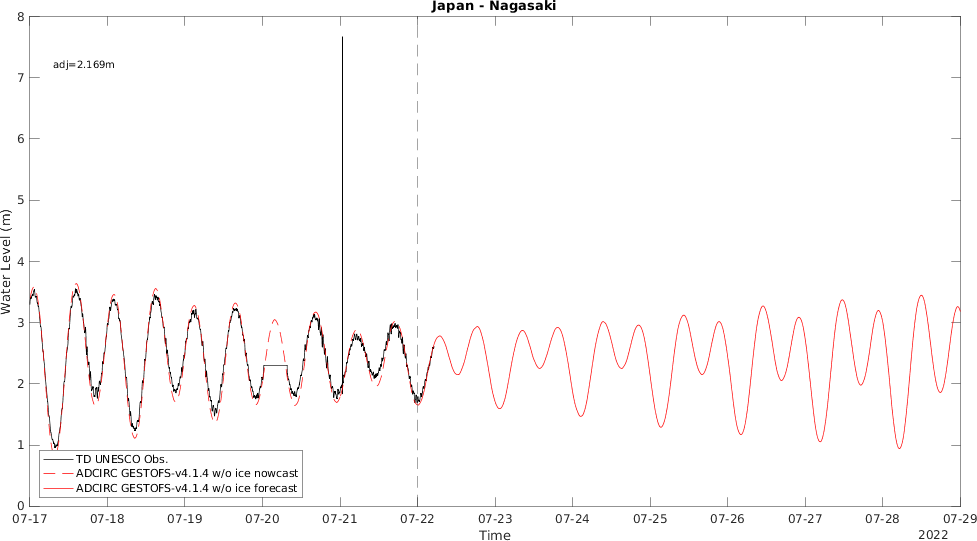 Japan - Nagasaki
adj=2.169m
8
7
6
5
4
3
2
1
0
Water Level (m)
TD UNESCO Obs.
ADCIRC GESTOFS-v4.1.4 w/o ice nowcast
ADCIRC GESTOFS-v4.1.4 w/o ice forecast
07-17 07-18 07-19 07-20 07-21 07-22 07-23 07-24 07-25 07-26 07-27 07-28 07-29
Time
2022